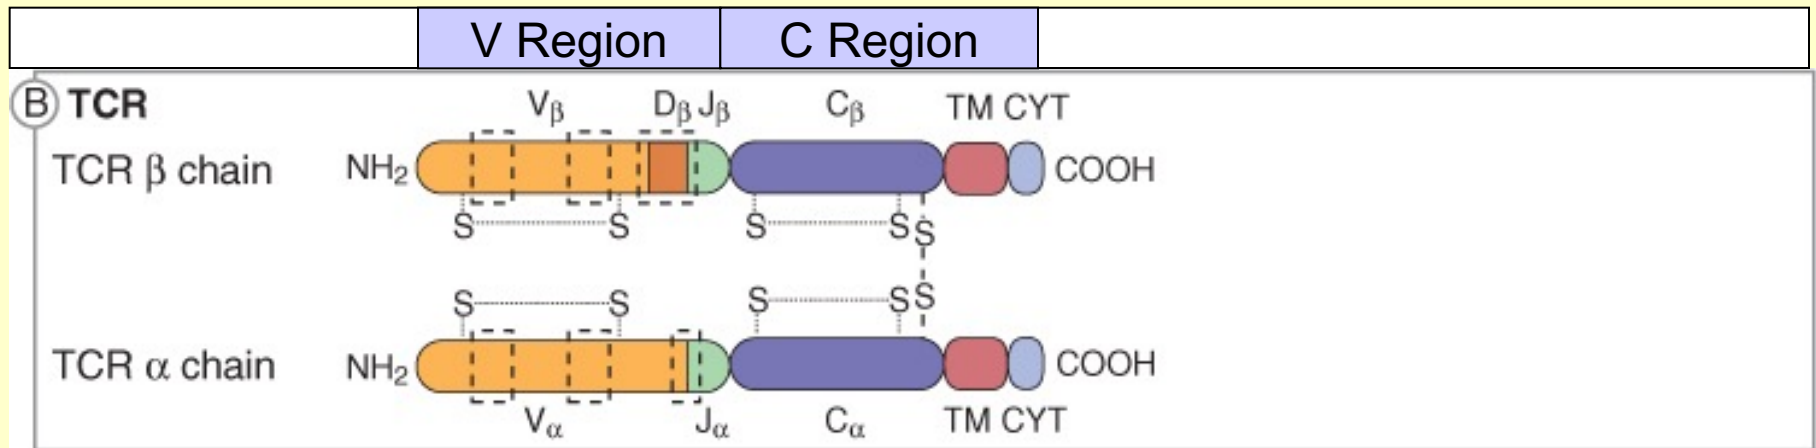 V Region C Region
B TCR
Vβ Dβ Jβ Cβ TM CYT
TCR β chain NH₂ COOH
S S S S S
S S S S S
TCR α chain NH₂ COOH
Vα Jα Cα TM CYT